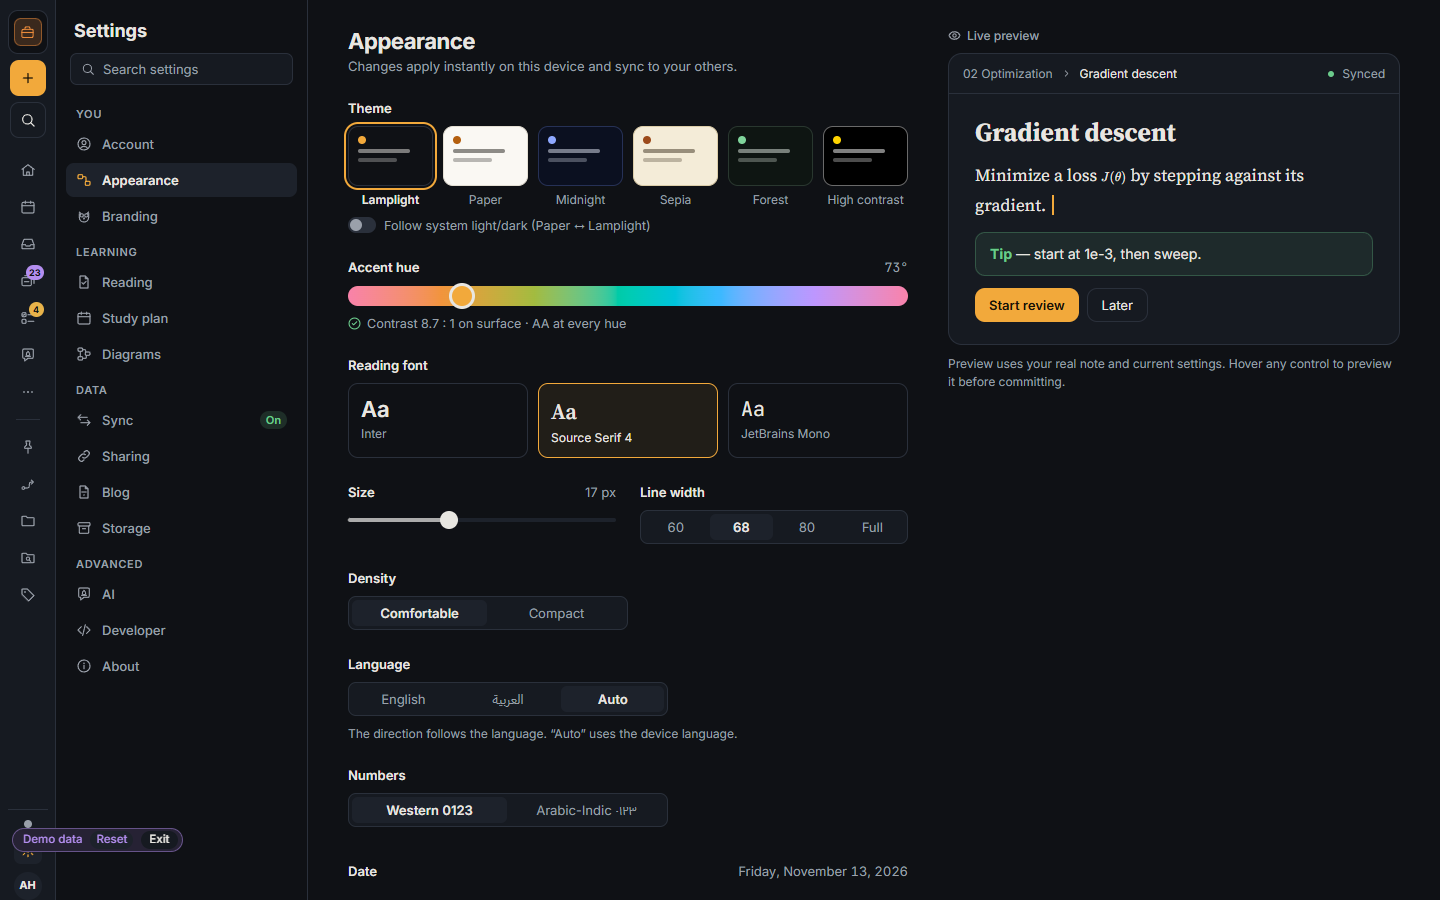 Settings
Search settings
YOU
Account
Appearance
Branding
LEARNING
Reading
Study plan
Diagrams
DATA
Sync
On
Sharing
Blog
Storage
ADVANCED
AI
Developer
About
23
4
Demo data Reset Exit
AH
Appearance
Changes apply instantly on this device and sync to your others.
Theme
Lamplight Paper Midnight Sepia Forest High contrast
Follow system light/dark (Paper ↔ Lamplight)
Accent hue 73°
Contrast 8.7 : 1 on surface · AA at every hue
Reading font
Aa Aa Aa
Inter Source Serif 4 JetBrains Mono
Size 17 px
Line width
60 68 80 Full
Density
Comfortable Compact
Language
English العربية Auto
The direction follows the language. “Auto” uses the device language.
Numbers
Western 0123 Arabic-Indic ٠١٢٣
Date Friday, November 13, 2026
Live preview
02 Optimization › Gradient descent Synced
Gradient descent
Minimize a loss J(θ) by stepping against its
gradient.
Tip — start at 1e-3, then sweep.
Start review Later
Preview uses your real note and current settings. Hover any control to preview
it before committing.